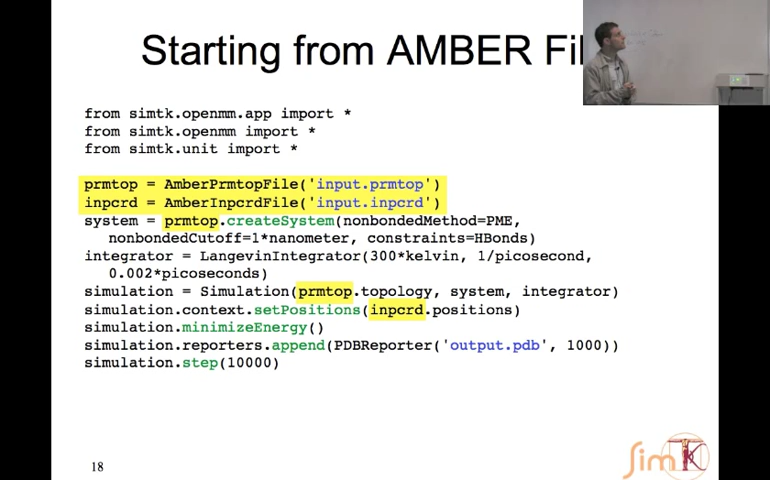 Starting from AMBER Fi
from simtk.openmm.app import *
from simtk.openmm import *
from simtk.unit import *
prmtop = AmberPrmtopFile('input.prmtop')
inpcrd = AmberInpcrdFile('input.inpcrd')
system = prmtop.createSystem(nonbondedMethod=PME,
nonbondedCutoff=1*nanometer, constraints=HBonds)
integrator = LangevinIntegrator(300*kelvin, 1/picosecond,
0.002*picoseconds)
simulation = Simulation(prmtop.topology, system, integrator)
simulation.context.setPositions(inpcrd.positions)
simulation.minimizeEnergy()
simulation.reporters.append(PDBReporter('output.pdb', 1000))
simulation.step(10000)
18
SimTK